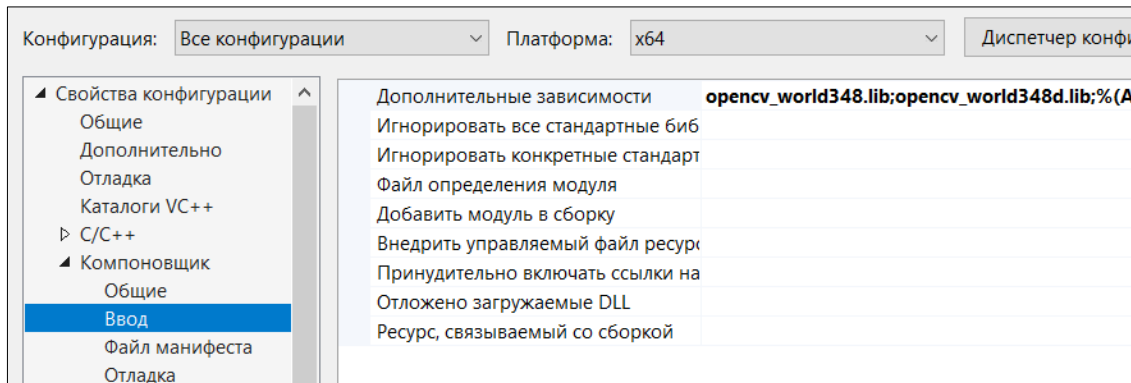 Конфигурация: Все конфигурации Платформа: x64 Диспетчер конфи
Свойства конфигурации
Общие
Дополнительно
Отладка
Каталоги VC++
C/C++
Компоновщик
Общие
Ввод
Файл манифеста
Отладка
Дополнительные зависимости opencv_world348.lib;opencv_world348d.lib;%(A
Игнорировать все стандартные биб
Игнорировать конкретные стандарт
Файл определения модуля
Добавить модуль в сборку
Внедрить управляемый файл ресурс
Принудительно включать ссылки на
Отложено загружаемые DLL
Ресурс, связываемый со сборкой